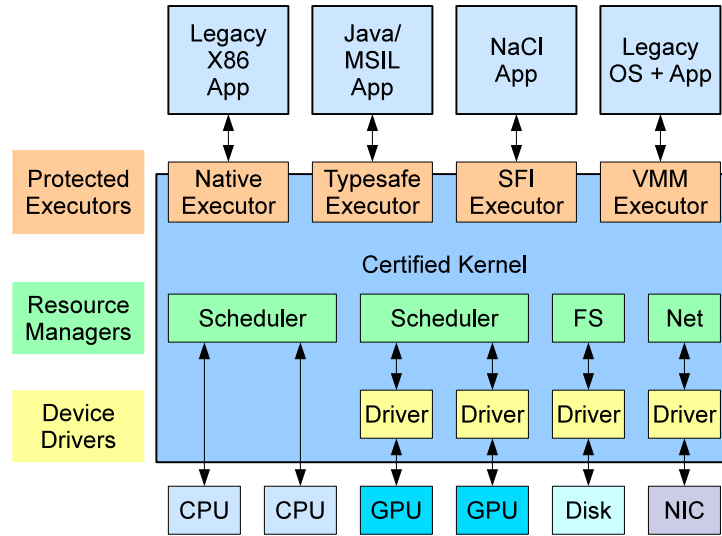 Legacy
X86
App
Java/
MSIL
App
NaCl
App
Legacy
OS + App
Protected
Executors
Native
Executor
Typesafe
Executor
SFI
Executor
VMM
Executor
Certified Kernel
Resource
Managers
Scheduler
Scheduler
FS
Net
Device
Drivers
Driver
Driver
Driver
Driver
CPU
CPU
GPU
GPU
Disk
NIC